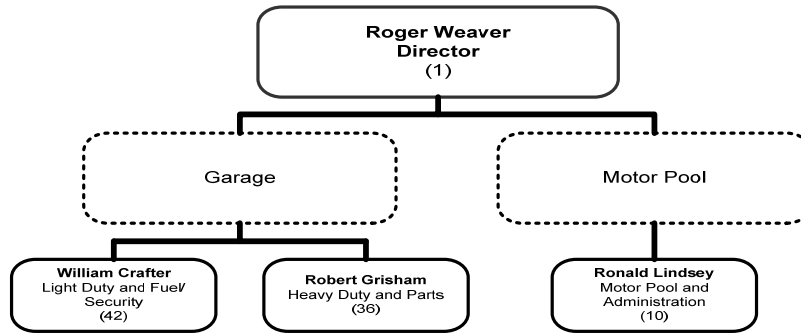 Roger Weaver
Director
(1)
Garage
Motor Pool
William Crafter
Light Duty and Fuel/
Security
(42)
Robert Grisham
Heavy Duty and Parts
(36)
Ronald Lindsey
Motor Pool and
Administration
(10)